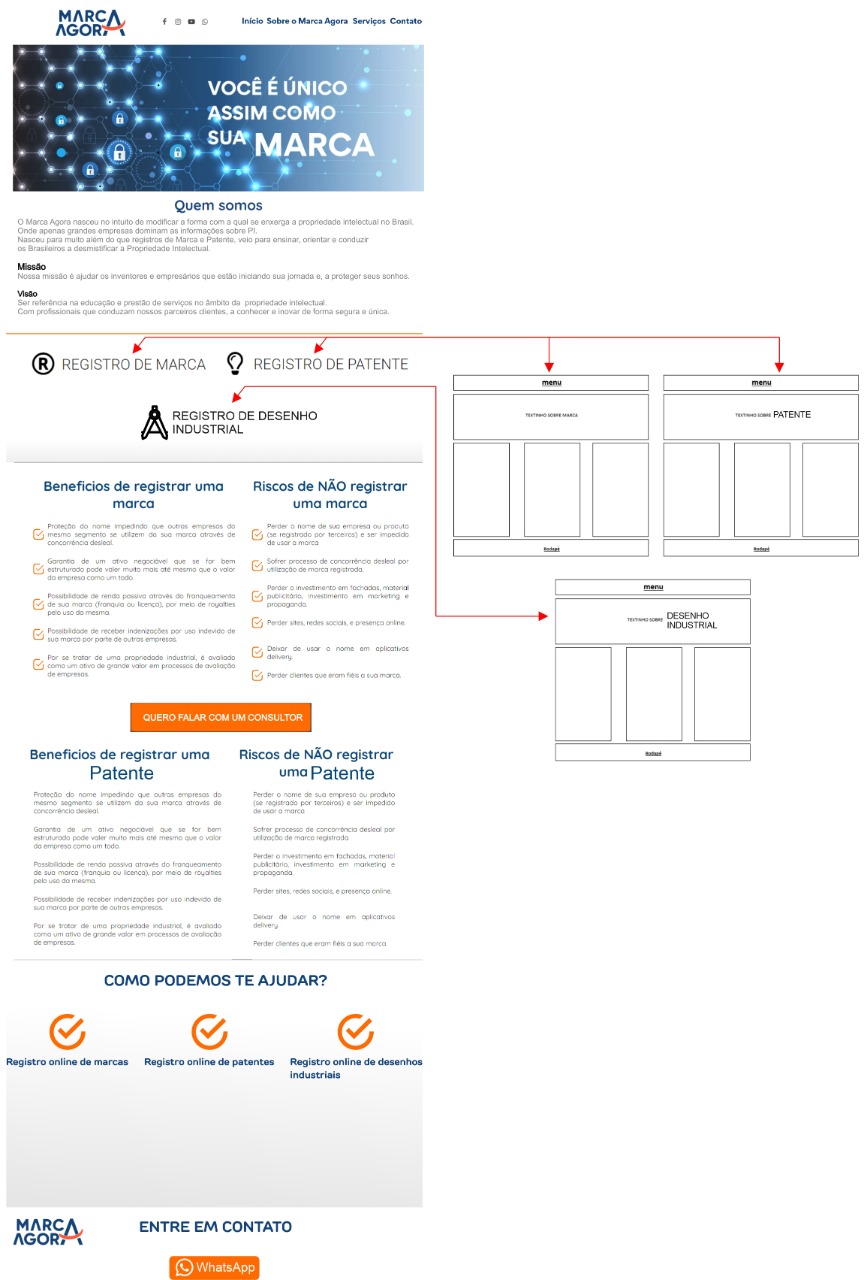 MARCA
AGORA
Início Sobre o Marca Agora Serviços Contato
VOCÊ É ÚNICO
ASSIM COMO
SUA MARCA
Quem somos
O Marca Agora nasceu no intuito de modificar a forma com a qual se enxerga a propriedade intelectual no Brasil.
Onde apenas grandes empresas dominam as informações sobre PI.
Nasceu para muito além do que registros de Marca e Patente, veio para ensinar, orientar e conduzir
os Brasileiros a desmistificar a Propriedade Intelectual.
Missão
Nossa missão é ajudar os inventores e empresários que estão iniciando sua jornada e, a proteger seus sonhos.
Visão
Ser referência na educação e prestão de serviços no âmbito da propriedade intelectual.
Com profissionais que conduzam nossos parceiros clientes, a conhecer e inovar de forma segura e única.
® REGISTRO DE MARCA
REGISTRO DE PATENTE
REGISTRO DE DESENHO
INDUSTRIAL
menu
TEXTINHO SOBRE MARCA
Rodapé
menu
TEXTINHO SOBRE PATENTE
Rodapé
menu
TEXTINHO SOBRE DESENHO
INDUSTRIAL
Rodapé
Beneficios de registrar uma
marca
Proteção do nome impedindo que outras empresas do
mesmo segmento se utilizem da sua marca através de
concorrência desleal.
Garantia de um ativo negociável que se for bem
estruturado pode valer muito mais até mesmo que o valor
da empresa como um todo.
Possibilidade de renda passiva através do franqueamento
de sua marca (franquia ou licença), por meio de royalties
pelo uso da mesma.
Possibilidade de receber indenizações por uso indevido de
sua marca por parte de outras empresas.
Por se tratar de uma propriedade industrial, é avaliado
como um ativo de grande valor em processos de avaliação
de empresas.
Riscos de NÃO registrar
uma marca
Perder o nome de sua empresa ou produto
(se registrado por terceiros) e ser impedido
de usar a marca
Sofrer processo de concorrência desleal por
utilização de marca registrada.
Perder o investimento em fachadas, material
publicitário, investimento em marketing e
propaganda.
Perder sites, redes sociais, e presença online.
Deixar de usar o nome em aplicativos
delivery.
Perder clientes que eram fiéis a sua marca.
QUERO FALAR COM UM CONSULTOR
Beneficios de registrar uma
Patente
Proteção do nome impedindo que outras empresas do
mesmo segmento se utilizem da sua marca através de
concorrência desleal.
Garantia de um ativo negociável que se for bem
estruturado pode valer muito mais até mesmo que o valor
da empresa como um todo.
Possibilidade de renda passiva através do franqueamento
de sua marca (franquia ou licença), por meio de royalties
pelo uso da mesma.
Possibilidade de receber indenizações por uso indevido de
sua marca por parte de outras empresas.
Por se tratar de uma propriedade industrial, é avaliado
como um ativo de grande valor em processos de avaliação
de empresas.
Riscos de NÃO registrar
uma Patente
Perder o nome de sua empresa ou produto
(se registrado por terceiros) e ser impedido
de usar a marca
Sofrer processo de concorrência desleal por
utilização de marca registrada.
Perder o investimento em fachadas, material
publicitário, investimento em marketing e
propaganda.
Perder sites, redes sociais, e presença online.
Deixar de usar o nome em aplicativos
delivery.
Perder clientes que eram fiéis a sua marca.
COMO PODEMOS TE AJUDAR?
Registro online de marcas
Registro online de patentes
Registro online de desenhos
industriais
MARCA
AGORA
ENTRE EM CONTATO
WhatsApp